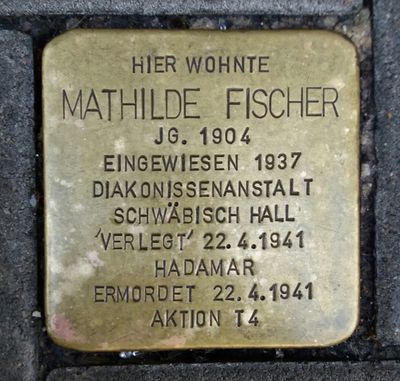 HIER WOHNTE
MATHILDE FISCHER
JG. 1904
EINGEWIESEN 1937
DIAKONISSENANSTALT
SCHWÄBISCH HALL
'VERLEGT' 22.4.1941
HADAMAR
ERMORDET 22.4.1941
AKTION T4